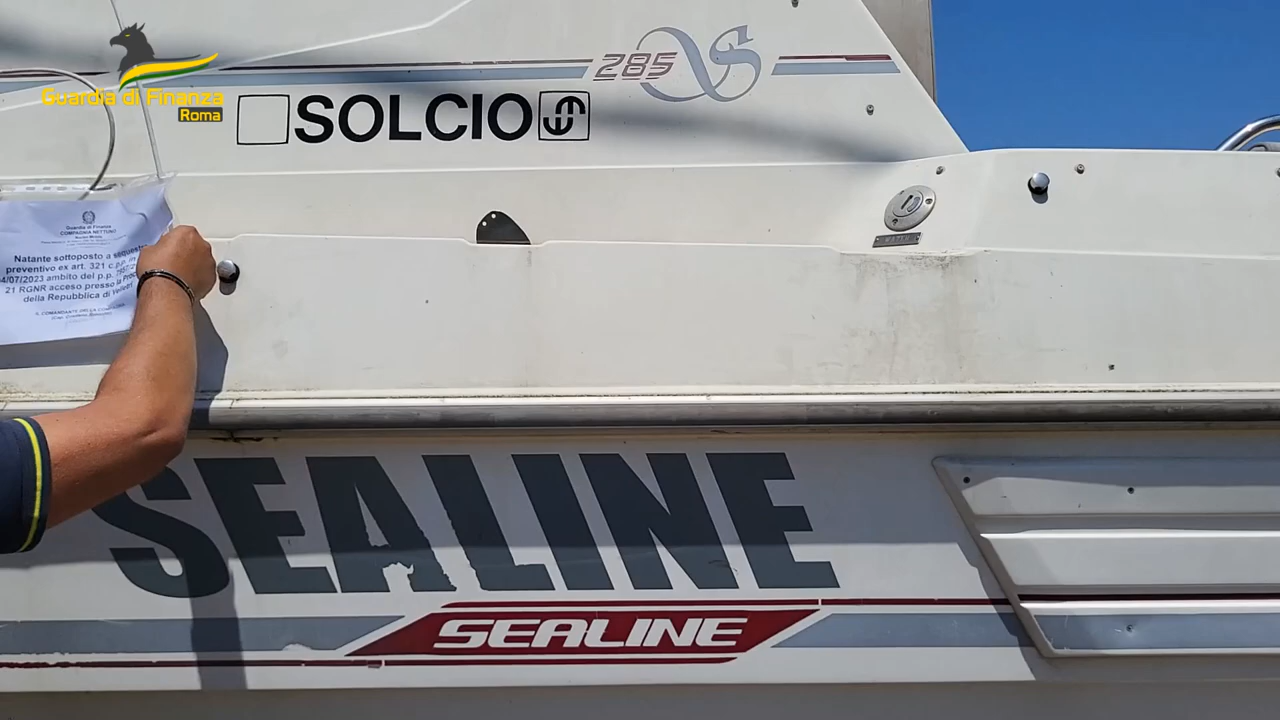 285 XS
Guardia di Finanza
Roma
SOLCIO
Guardia di Finanza
COMPAGNIA NETTUNO
Natante sottoposto a sequestro
preventivo ex art. 321 c.p.p.
4/07/2023 ambito del p.p.
21 RGNR acceso presso la
della Repubblica di
IL COMANDANTE DELLA
SEALINE
SEALINE